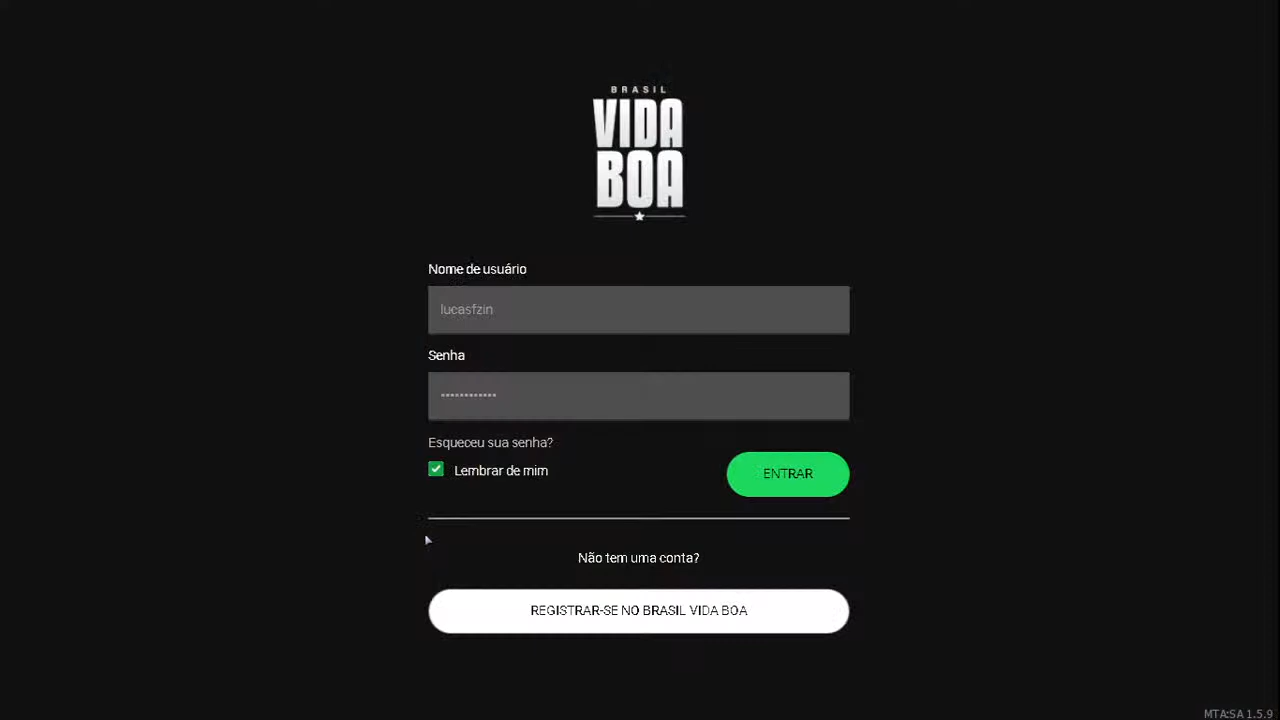 BRASIL
VIDA
BOA
Nome de usuário
lucasfzin
Senha
••••••••••••
Esqueceu sua senha?
Lembrar de mim
ENTRAR
Não tem uma conta?
REGISTRAR-SE NO BRASIL VIDA BOA
MTA:SA 1.5.9